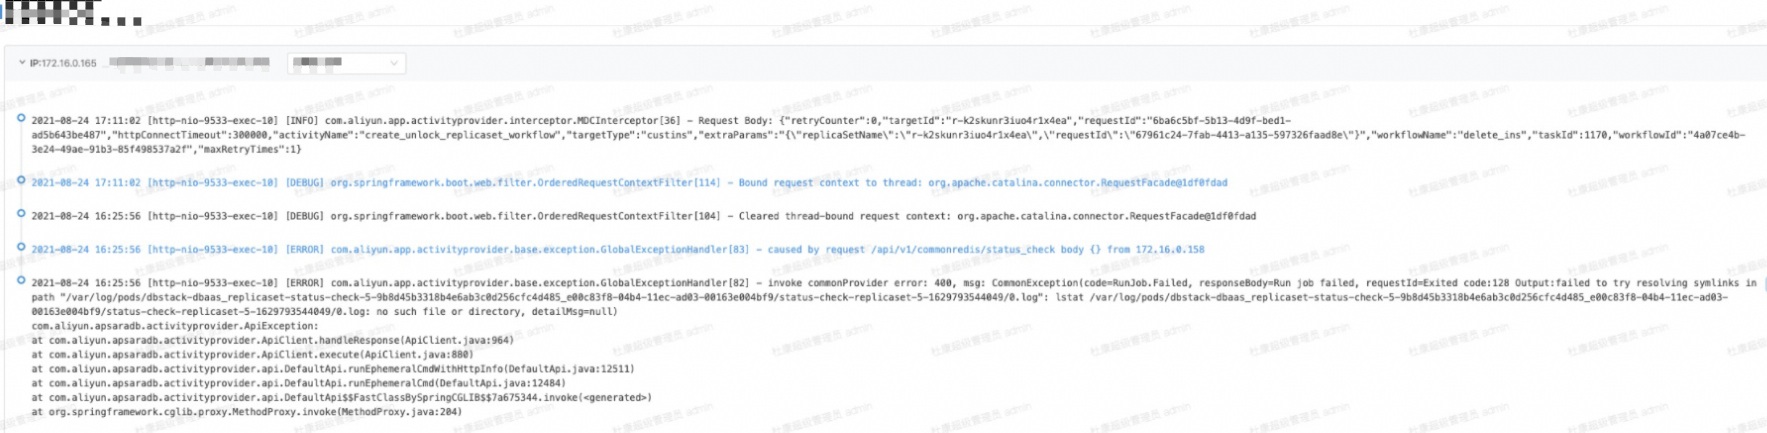 IP:172.16.0.165
2021-08-24 17:11:02 [http-nio-9533-exec-10] [INFO] com.aliyun.app.activityprovider.interceptor.MDCInterceptor[36] - Request Body: {"retryCounter":0,"targetId":"r-k2skunr3iuo4r1x4ea","requestId":"6ba6c5bf-5b13-4d9f-bed1-
ad5b643be487","httpConnectTimeout":300000,"activityName":"create_unlock_replicaset_workflow","targetType":"custins","extraParams":"{\"replicaSetName\":\"r-k2skunr3iuo4r1x4ea\",\"requestId\":\"67961c24-7fab-4413-a135-597326faad8e\"}","workflowName":"delete_ins","taskId":1170,"workflowId":"4a07ce4b-
3e24-49ae-91b3-85f498537a2f","maxRetryTimes":1}
2021-08-24 17:11:02 [http-nio-9533-exec-10] [DEBUG] org.springframework.boot.web.filter.OrderedRequestContextFilter[114] - Bound request context to thread: org.apache.catalina.connector.RequestFacade@1df0fdad
2021-08-24 16:25:56 [http-nio-9533-exec-10] [DEBUG] org.springframework.boot.web.filter.OrderedRequestContextFilter[104] - Cleared thread-bound request context: org.apache.catalina.connector.RequestFacade@1df0fdad
2021-08-24 16:25:56 [http-nio-9533-exec-10] [ERROR] com.aliyun.app.activityprovider.base.exception.GlobalExceptionHandler[83] - caused by request /api/v1/commonredis/status_check body {} from 172.16.0.158
2021-08-24 16:25:56 [http-nio-9533-exec-10] [ERROR] com.aliyun.app.activityprovider.base.exception.GlobalExceptionHandler[82] - invoke commonProvider error: 400, msg: CommonException(code=RunJob.Failed, responseBody=Run job failed, requestId=Exited code:128 Output:failed to try resolving symlinks in
path "/var/log/pods/dbstack-dbaas_replicaset-status-check-5-9b8d45b3318b4e6ab3c0d256cfc4d485_e00c83f8-04b4-11ec-ad03-00163e004bf9/status-check-replicaset-5-1629793544049/0.log": lstat /var/log/pods/dbstack-dbaas_replicaset-status-check-5-9b8d45b3318b4e6ab3c0d256cfc4d485_e00c83f8-04b4-11ec-ad03-
00163e004bf9/status-check-replicaset-5-1629793544049/0.log: no such file or directory, detailMsg=null)
com.aliyun.apsaradb.activityprovider.ApiException:
at com.aliyun.apsaradb.activityprovider.ApiClient.handleResponse(ApiClient.java:964)
at com.aliyun.apsaradb.activityprovider.ApiClient.execute(ApiClient.java:880)
at com.aliyun.apsaradb.activityprovider.api.DefaultApi.runEphemeralCmdWithHttpInfo(DefaultApi.java:12511)
at com.aliyun.apsaradb.activityprovider.api.DefaultApi.runEphemeralCmd(DefaultApi.java:12484)
at com.aliyun.apsaradb.activityprovider.api.DefaultApi$$FastClassBySpringCGLIB$$7a675344.invoke(<generated>)
at org.springframework.cglib.proxy.MethodProxy.invoke(MethodProxy.java:204)
杜康超级管理员 admin